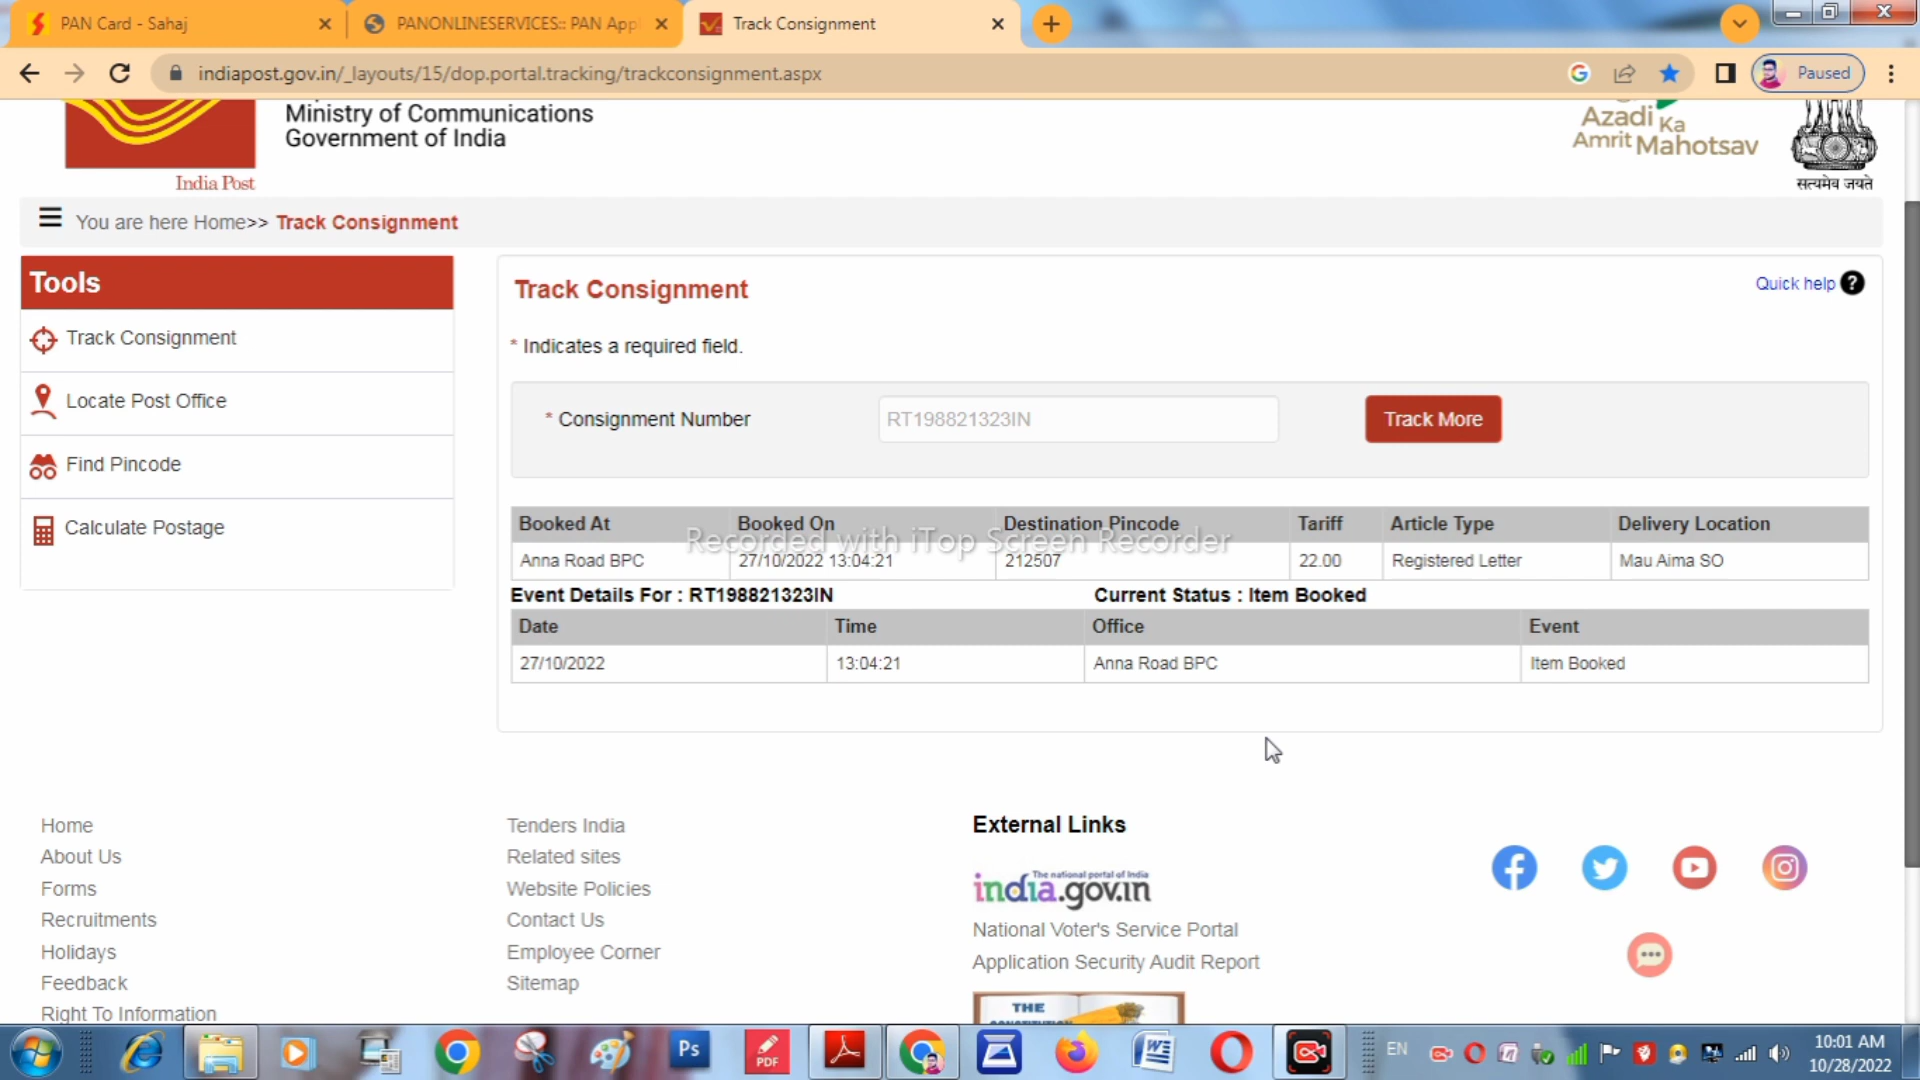 PAN Card - Sahaj
PANONLINESERVICES:: PAN App
Track Consignment
indiapost.gov.in/_layouts/15/dop.portal.tracking/trackconsignment.aspx
Paused
Ministry of Communications
Government of India
India Post
Azadi Ka
Amrit Mahotsav
सत्यमेव जयते
You are here Home>> Track Consignment
Tools
Track Consignment
Locate Post Office
Find Pincode
Calculate Postage
Track Consignment
Quick help
* Indicates a required field.
* Consignment Number
RT198821323IN
Track More
Booked At Booked On Destination Pincode Tariff Article Type Delivery Location
Recorded with iTop Screen Recorder
Anna Road BPC 27/10/2022 13:04:21 212507 22.00 Registered Letter Mau Aima SO
Event Details For : RT198821323IN Current Status : Item Booked
Date Time Office Event
27/10/2022 13:04:21 Anna Road BPC Item Booked
Home
About Us
Forms
Recruitments
Holidays
Feedback
Right To Information
Tenders India
Related sites
Website Policies
Contact Us
Employee Corner
Sitemap
External Links
The national portal of India
india.gov.in
National Voter's Service Portal
Application Security Audit Report
THE
Ps
PDF
EN
10:01 AM
10/28/2022